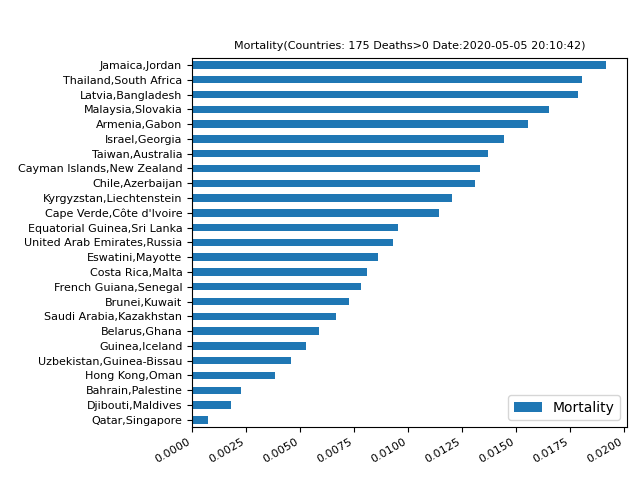 Mortality(Countries: 175 Deaths>0 Date:2020-05-05 20:10:42)
Jamaica,Jordan
Thailand,South Africa
Latvia,Bangladesh
Malaysia,Slovakia
Armenia,Gabon
Israel,Georgia
Taiwan,Australia
Cayman Islands,New Zealand
Chile,Azerbaijan
Kyrgyzstan,Liechtenstein
Cape Verde,Côte d'Ivoire
Equatorial Guinea,Sri Lanka
United Arab Emirates,Russia
Eswatini,Mayotte
Costa Rica,Malta
French Guiana,Senegal
Brunei,Kuwait
Saudi Arabia,Kazakhstan
Belarus,Ghana
Guinea,Iceland
Uzbekistan,Guinea-Bissau
Hong Kong,Oman
Bahrain,Palestine
Djibouti,Maldives
Qatar,Singapore
Mortality
0.0000 0.0025 0.0050 0.0075 0.0100 0.0125 0.0150 0.0175 0.0200